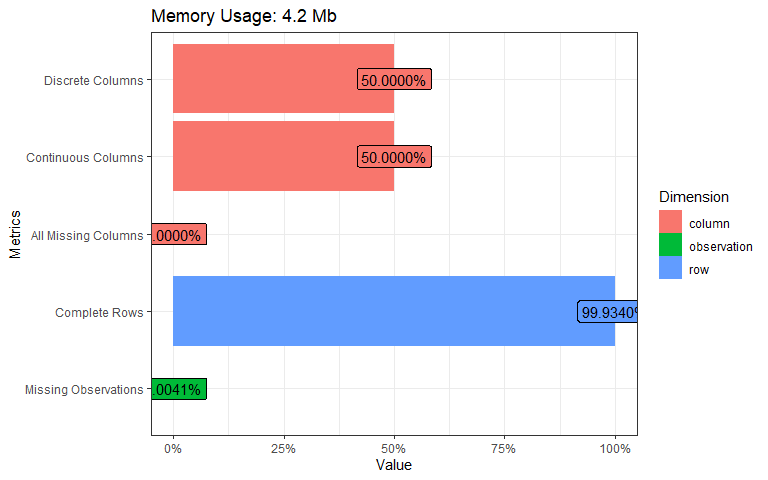 Memory Usage: 4.2 Mb
Discrete Columns
50.0000%
Continuous Columns
50.0000%
All Missing Columns
.0000%
Complete Rows
99.9340%
Missing Observations
.0041%
0%
25%
50%
75%
100%
Value
Metrics
Dimension
column
observation
row